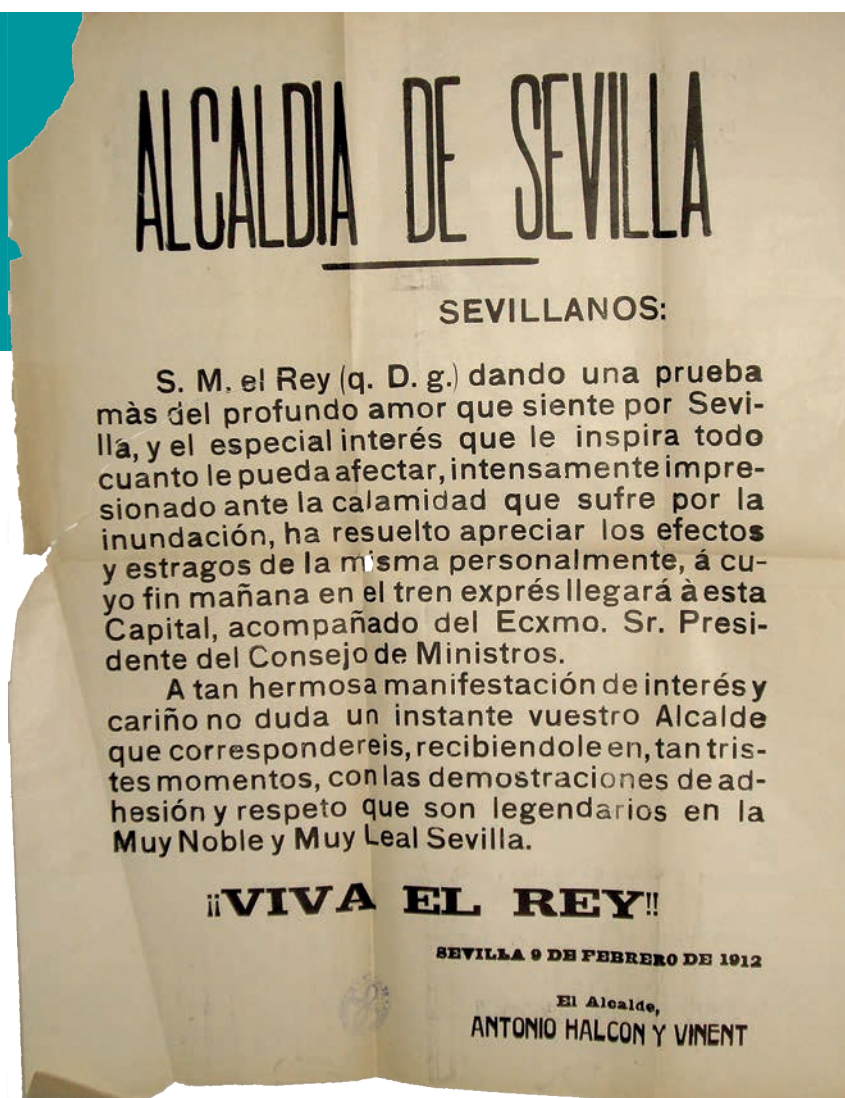 ALCALDIA DE SEVILLA
SEVILLANOS:
S. M. el Rey (q. D. g.) dando una prueba
màs del profundo amor que siente por Sevi-
lla, y el especial interés que le inspira todo
cuanto le pueda afectar, intensamente impre-
sionado ante la calamidad que sufre por la
inundación, ha resuelto apreciar los efectos
y estragos de la misma personalmente, á cu-
yo fin mañana en el tren exprés llegará à esta
Capital, acompañado del Ecxmo. Sr. Presi-
dente del Consejo de Ministros.
A tan hermosa manifestación de interés y
cariño no duda un instante vuestro Alcalde
que correspondereis, recibiendole en, tan tris-
tes momentos, con las demostraciones de ad-
hesión y respeto que son legendarios en la
Muy Noble y Muy Leal Sevilla.
¡¡VIVA EL REY!!
SEVILLA 9 DE FEBRERO DE 1912
El Alcalde,
ANTONIO HALCON Y VINENT